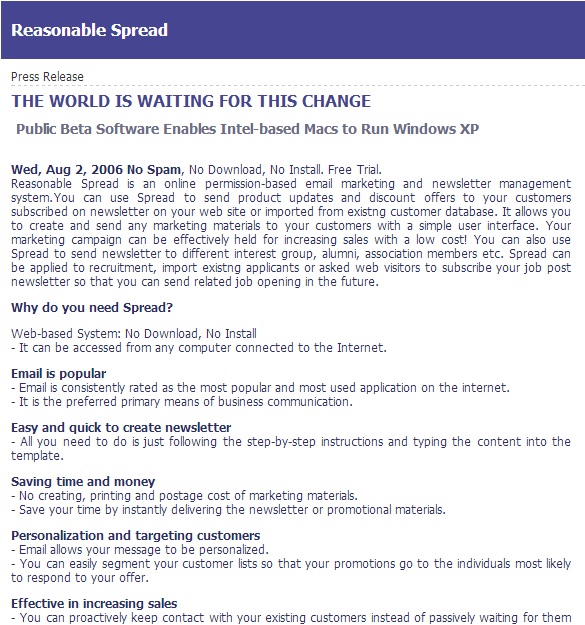 Reasonable Spread
Press Release
THE WORLD IS WAITING FOR THIS CHANGE
Public Beta Software Enables Intel-based Macs to Run Windows XP
Wed, Aug 2, 2006 No Spam, No Download, No Install. Free Trial.
Reasonable Spread is an online permission-based email marketing and newsletter management
system.You can use Spread to send product updates and discount offers to your customers
subscribed on newsletter on your web site or imported from existng customer database. It allows you
to create and send any marketing materials to your customers with a simple user interface. Your
marketing campaign can be effectively held for increasing sales with a low cost! You can also use
Spread to send newsletter to different interest group, alumni, association members etc. Spread can
be applied to recruitment, import existng applicants or asked web visitors to subscribe your job post
newsletter so that you can send related job opening in the future.
Why do you need Spread?
Web-based System: No Download, No Install
- It can be accessed from any computer connected to the Internet.
Email is popular
- Email is consistently rated as the most popular and most used application on the internet.
- It is the preferred primary means of business communication.
Easy and quick to create newsletter
- All you need to do is just following the step-by-step instructions and typing the content into the
template.
Saving time and money
- No creating, printing and postage cost of marketing materials.
- Save your time by instantly delivering the newsletter or promotional materials.
Personalization and targeting customers
- Email allows your message to be personalized.
- You can easily segment your customer lists so that your promotions go to the individuals most likely
to respond to your offer.
Effective in increasing sales
- You can proactively keep contact with your existing customers instead of passively waiting for them